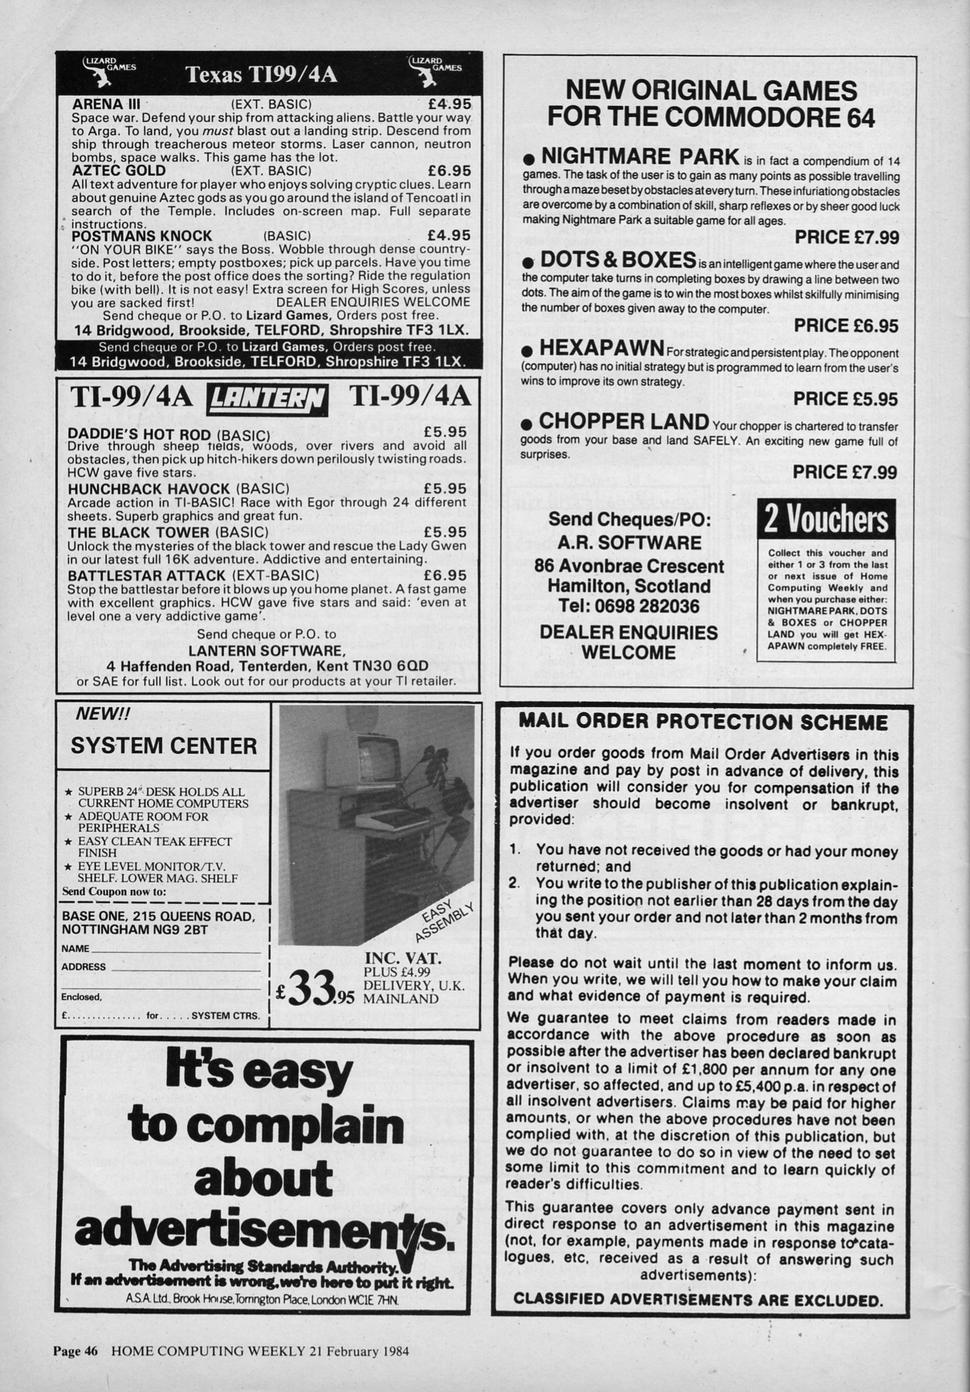 LIZARD
GAMES
Texas TI99/4A
LIZARD
GAMES
ARENA III (EXT. BASIC) £4.95
Space war. Defend your ship from attacking aliens. Battle your way
to Arga. To land, you must blast out a landing strip. Descend from
ship through treacherous meteor storms. Laser cannon, neutron
bombs, space walks. This game has the lot.
AZTEC GOLD (EXT. BASIC) £6.95
All text adventure for player who enjoys solving cryptic clues. Learn
about genuine Aztec gods as you go around the island of Tencoatl in
search of the Temple. Includes on-screen map. Full separate
instructions.
POSTMANS KNOCK (BASIC) £4.95
"ON YOUR BIKE" says the Boss. Wobble through dense country-
side. Post letters; empty postboxes; pick up parcels. Have you time
to do it, before the post office does the sorting? Ride the regulation
bike (with bell). It is not easy! Extra screen for High Scores, unless
you are sacked first! DEALER ENQUIRIES WELCOME
Send cheque or P.O. to Lizard Games, Orders post free.
14 Bridgwood, Brookside, TELFORD, Shropshire TF3 1LX.
Send cheque or P.O. to Lizard Games, Orders post free.
14 Bridgwood, Brookside, TELFORD, Shropshire TF3 1LX.
TI-99/4A LANTERN TI-99/4A
DADDIE'S HOT ROD (BASIC) £5.95
Drive through sheep fields, woods, over rivers and avoid all
obstacles, then pick up hitch-hikers down perilously twisting roads.
HCW gave five stars.
HUNCHBACK HAVOCK (BASIC) £5.95
Arcade action in TI-BASIC! Race with Egor through 24 different
sheets. Superb graphics and great fun.
THE BLACK TOWER (BASIC) £5.95
Unlock the mysteries of the black tower and rescue the Lady Gwen
in our latest full 16K adventure. Addictive and entertaining.
BATTLESTAR ATTACK (EXT-BASIC) £6.95
Stop the battlestar before it blows up you home planet. A fast game
with excellent graphics. HCW gave five stars and said: 'even at
level one a very addictive game'.
Send cheque or P.O. to
LANTERN SOFTWARE,
4 Haffenden Road, Tenterden, Kent TN30 6QD
or SAE for full list. Look out for our products at your TI retailer.
NEW!!
SYSTEM CENTER
★ SUPERB 24" DESK HOLDS ALL
CURRENT HOME COMPUTERS
★ ADEQUATE ROOM FOR
PERIPHERALS
★ EASY CLEAN TEAK EFFECT
FINISH
★ EYE LEVEL MONITOR/T.V.
SHELF. LOWER MAG. SHELF
Send Coupon now to:
BASE ONE, 215 QUEENS ROAD,
NOTTINGHAM NG9 2BT
NAME
ADDRESS
Enclosed,
£.............. for..... SYSTEM CTRS.
EASY
ASSEMBLY
£33.95
INC. VAT.
PLUS £4.99
DELIVERY, U.K.
MAINLAND
It's easy
to complain
about
advertisements.
The Advertising Standards Authority.
If an advertisement is wrong, we're here to put it right.
A.S.A. Ltd., Brook House, Torrington Place, London WC1E 7HN.
NEW ORIGINAL GAMES
FOR THE COMMODORE 64
● NIGHTMARE PARK is in fact a compendium of 14
games. The task of the user is to gain as many points as possible travelling
through a maze beset by obstacles at every turn. These infuriationg obstacles
are overcome by a combination of skill, sharp reflexes or by sheer good luck
making Nightmare Park a suitable game for all ages.
PRICE £7.99
● DOTS & BOXES is an intelligent game where the user and
the computer take turns in completing boxes by drawing a line between two
dots. The aim of the game is to win the most boxes whilst skilfully minimising
the number of boxes given away to the computer.
PRICE £6.95
● HEXAPAWN For strategic and persistent play. The opponent
(computer) has no initial strategy but is programmed to learn from the user's
wins to improve its own strategy.
PRICE £5.95
● CHOPPER LAND Your chopper is chartered to transfer
goods from your base and land SAFELY. An exciting new game full of
surprises.
PRICE £7.99
Send Cheques/PO:
A.R. SOFTWARE
86 Avonbrae Crescent
Hamilton, Scotland
Tel: 0698 282036
DEALER ENQUIRIES
WELCOME
2 Vouchers
Collect this voucher and
either 1 or 3 from the last
or next issue of Home
Computing Weekly and
when you purchase either:
NIGHTMARE PARK, DOTS
& BOXES or CHOPPER
LAND you will get HEX-
APAWN completely FREE.
MAIL ORDER PROTECTION SCHEME
If you order goods from Mail Order Advertisers in this
magazine and pay by post in advance of delivery, this
publication will consider you for compensation if the
advertiser should become insolvent or bankrupt,
provided:
1. You have not received the goods or had your money
returned; and
2. You write to the publisher of this publication explain-
ing the position not earlier than 28 days from the day
you sent your order and not later than 2 months from
that day.
Please do not wait until the last moment to inform us.
When you write, we will tell you how to make your claim
and what evidence of payment is required.
We guarantee to meet claims from readers made in
accordance with the above procedure as soon as
possible after the advertiser has been declared bankrupt
or insolvent to a limit of £1,800 per annum for any one
advertiser, so affected, and up to £5,400 p.a. in respect of
all insolvent advertisers. Claims may be paid for higher
amounts, or when the above procedures have not been
complied with, at the discretion of this publication, but
we do not guarantee to do so in view of the need to set
some limit to this commitment and to learn quickly of
reader's difficulties.
This guarantee covers only advance payment sent in
direct response to an advertisement in this magazine
(not, for example, payments made in response to cata-
logues, etc, received as a result of answering such
advertisements):
CLASSIFIED ADVERTISEMENTS ARE EXCLUDED.
Page 46 HOME COMPUTING WEEKLY 21 February 1984